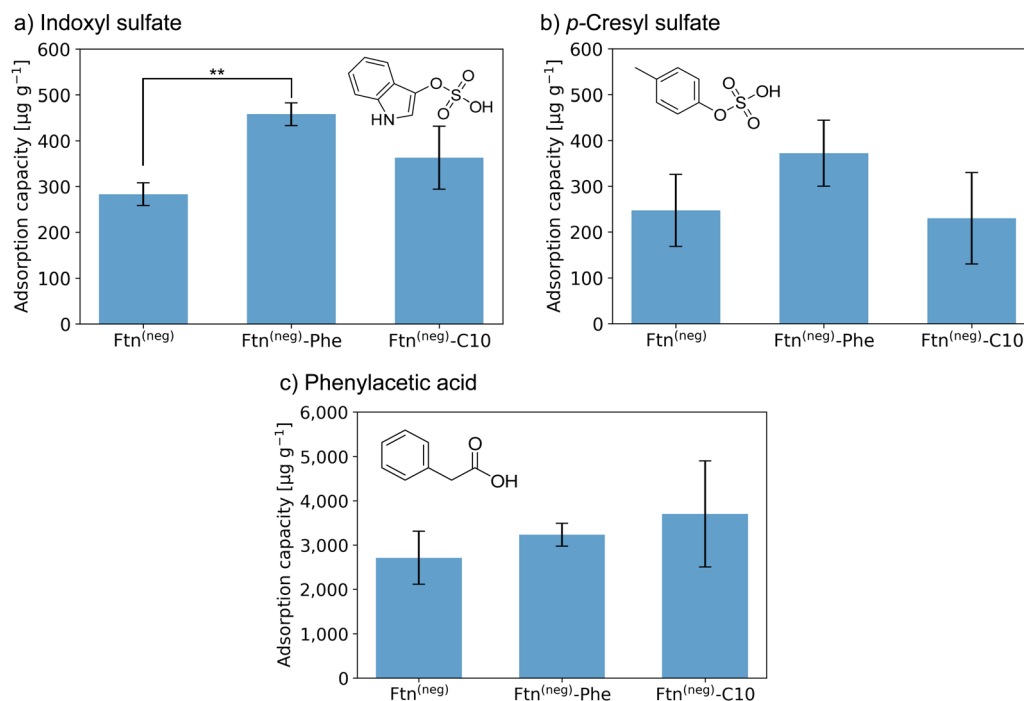 a) Indoxyl sulfate
600
500
400
300
200
100
0
Adsorption capacity [µg g⁻¹]
**
O
O
S
OH
O
HN
Ftn⁽ⁿᵉᵍ⁾
Ftn⁽ⁿᵉᵍ⁾-Phe
Ftn⁽ⁿᵉᵍ⁾-C10
b) p-Cresyl sulfate
600
500
400
300
200
100
0
Adsorption capacity [µg g⁻¹]
O
OH
S
O
O
Ftn⁽ⁿᵉᵍ⁾
Ftn⁽ⁿᵉᵍ⁾-Phe
Ftn⁽ⁿᵉᵍ⁾-C10
c) Phenylacetic acid
6,000
5,000
4,000
3,000
2,000
1,000
0
Adsorption capacity [µg g⁻¹]
O
OH
Ftn⁽ⁿᵉᵍ⁾
Ftn⁽ⁿᵉᵍ⁾-Phe
Ftn⁽ⁿᵉᵍ⁾-C10